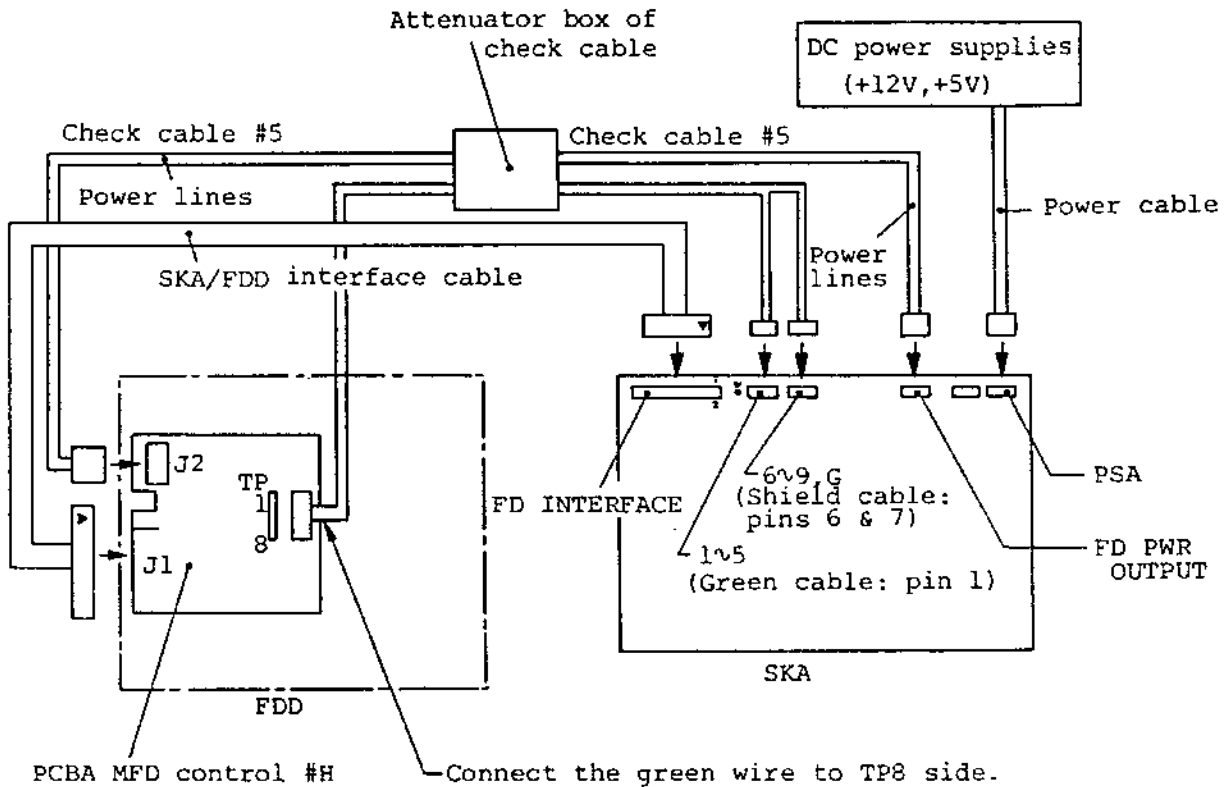 Attenuator box of
check cable
DC power supplies
(+12V,+5V)
Check cable #5
Check cable #5
Power lines
Power cable
Power
lines
SKA/FDD interface cable
J2
TP
1
8
J1
FD INTERFACE
6~9,G
(Shield cable:
pins 6 & 7)
1~5
(Green cable: pin 1)
PSA
FD PWR
OUTPUT
SKA
FDD
PCBA MFD control #H
Connect the green wire to TP8 side.